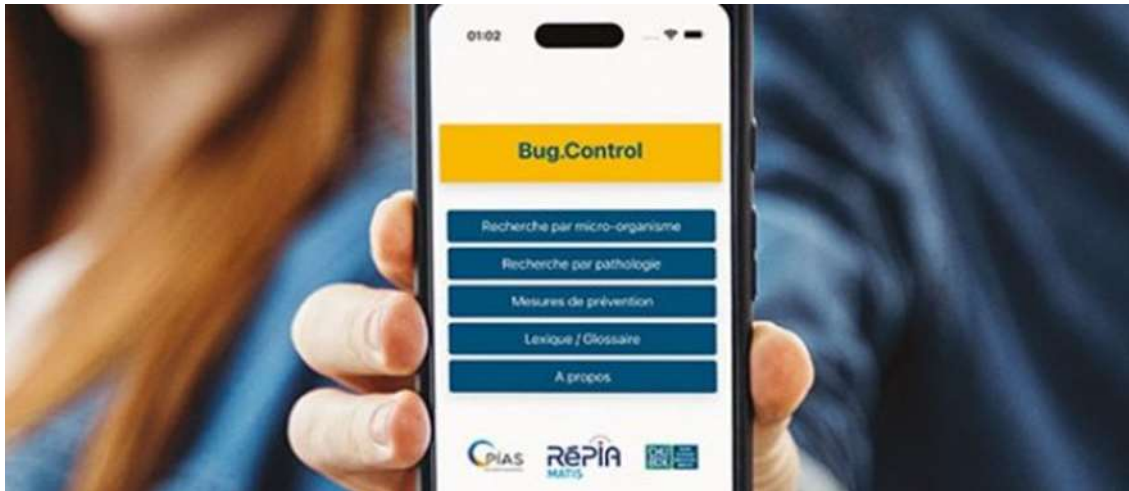 01:02
Bug.Control
Recherche par micro-organisme
Recherche par pathologie
Mesures de prévention
Lexique / Glossaire
A propos
CPIAS
RéPIA
MATIS